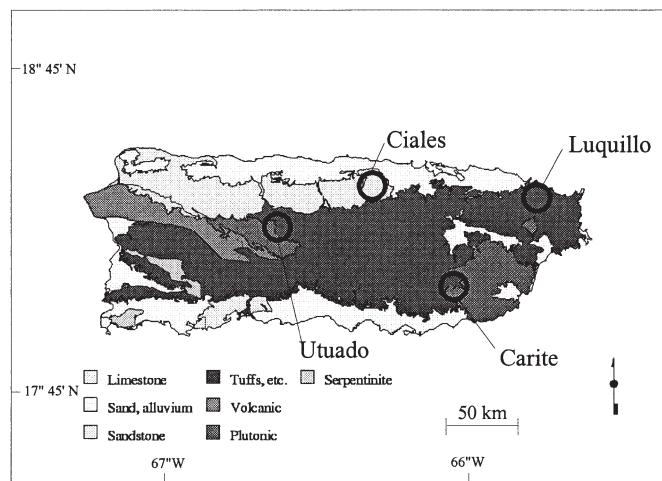 18" 45' N
Ciales
Luquillo
Utuado
Carite
Limestone
Tuffs, etc.
Serpentinite
Sand, alluvium
Volcanic
Sandstone
Plutonic
50 km
17" 45' N
67"W
66"W